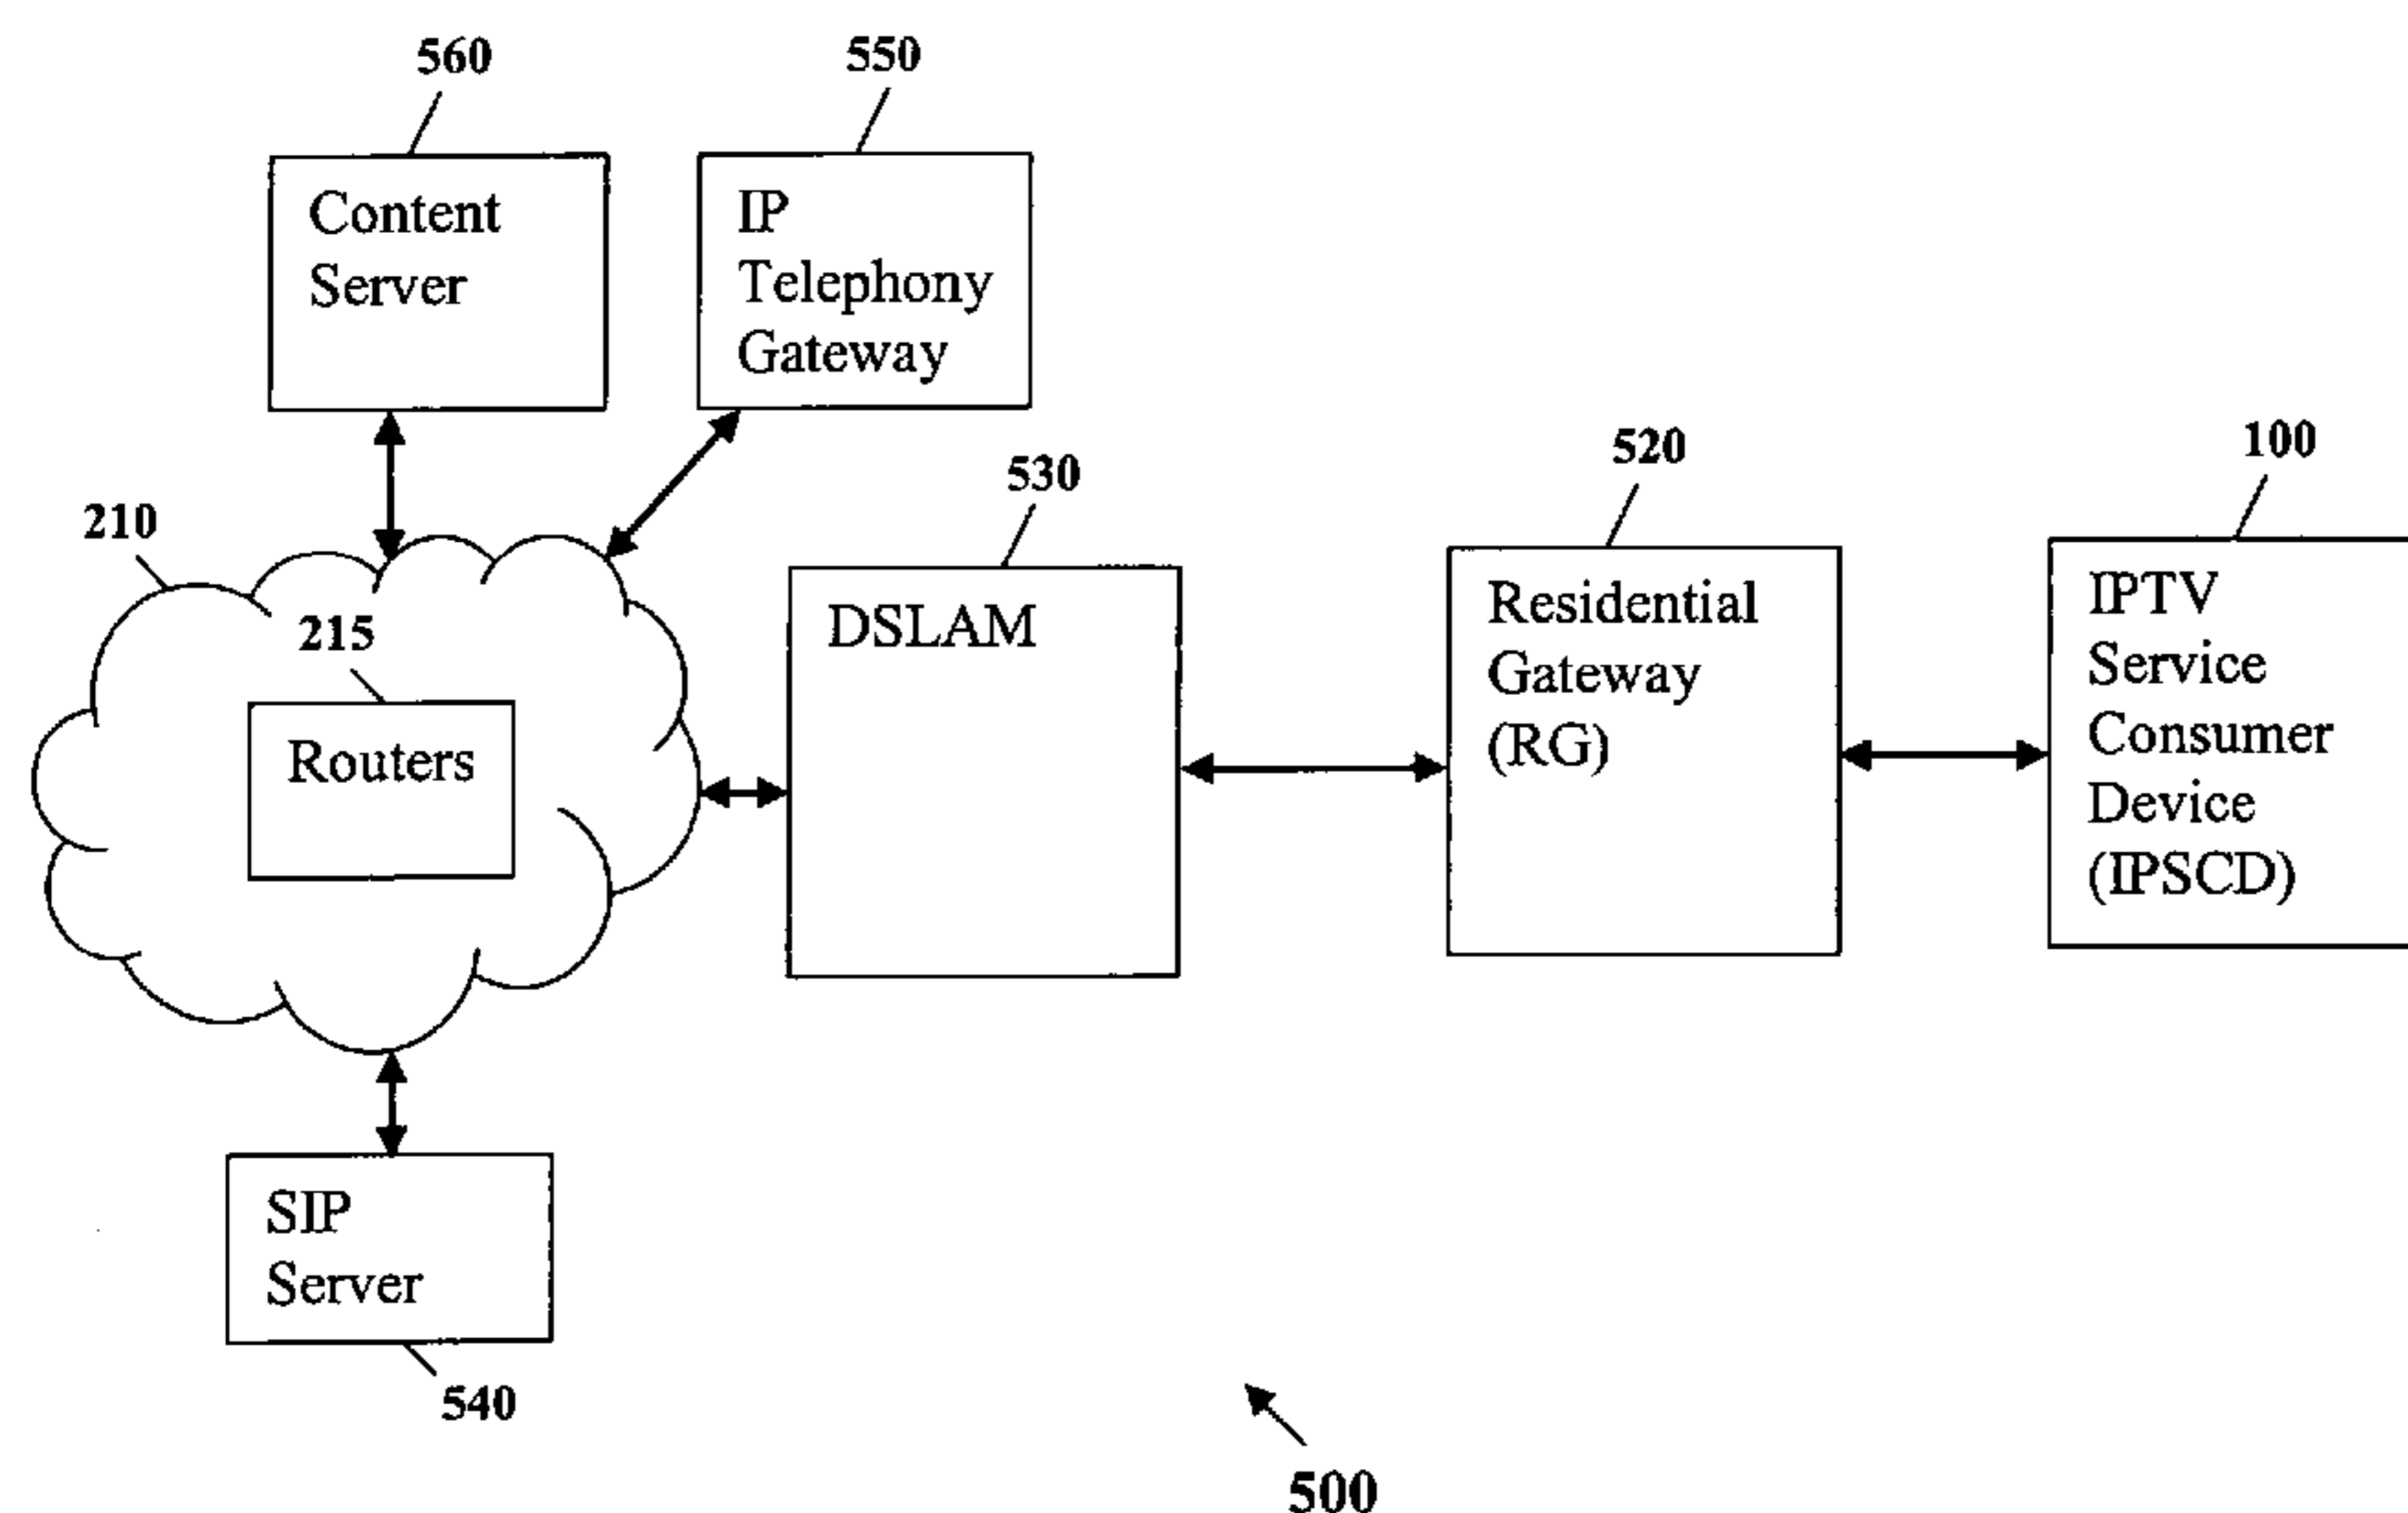 560
550
Content
Server
IP
Telephony
Gateway
530
520
100
210
215
Routers
DSLAM
Residential
Gateway
(RG)
IPTV
Service
Consumer
Device
(IPSCD)
SIP
Server
540
500